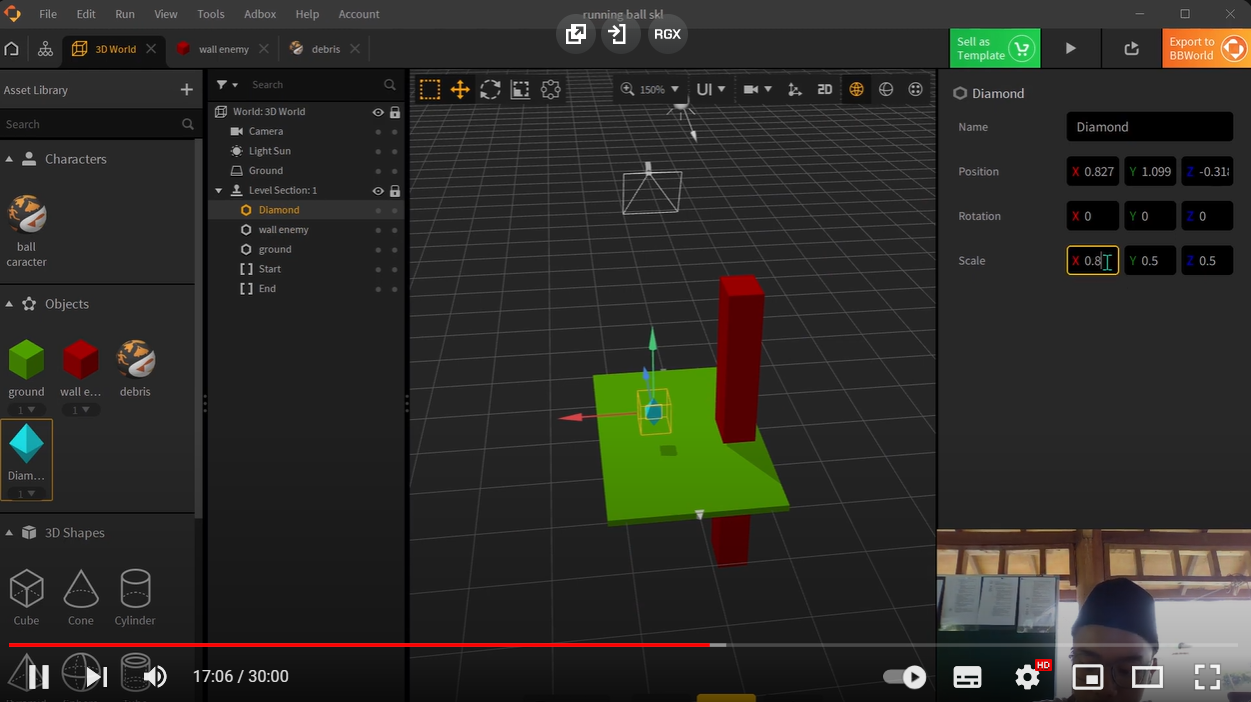 File Edit Run View Tools Adbox Help Account running ball skl
RGX
3D World wall enemy debris
Sell as
Template
Export to
BBWorld
Asset Library
Search
Characters
ball
caracter
Objects
ground wall e... debris
1 1
Diam...
1
3D Shapes
Cube Cone Cylinder
Search
World: 3D World
Camera
Light Sun
Ground
Level Section: 1
Diamond
wall enemy
ground
Start
End
150% UI 2D
Diamond
Name Diamond
Position X 0.827 Y 1.099 Z -0.318
Rotation X 0 Y 0 Z 0
Scale X 0.8 Y 0.5 Z 0.5
17:06 / 30:00
HD